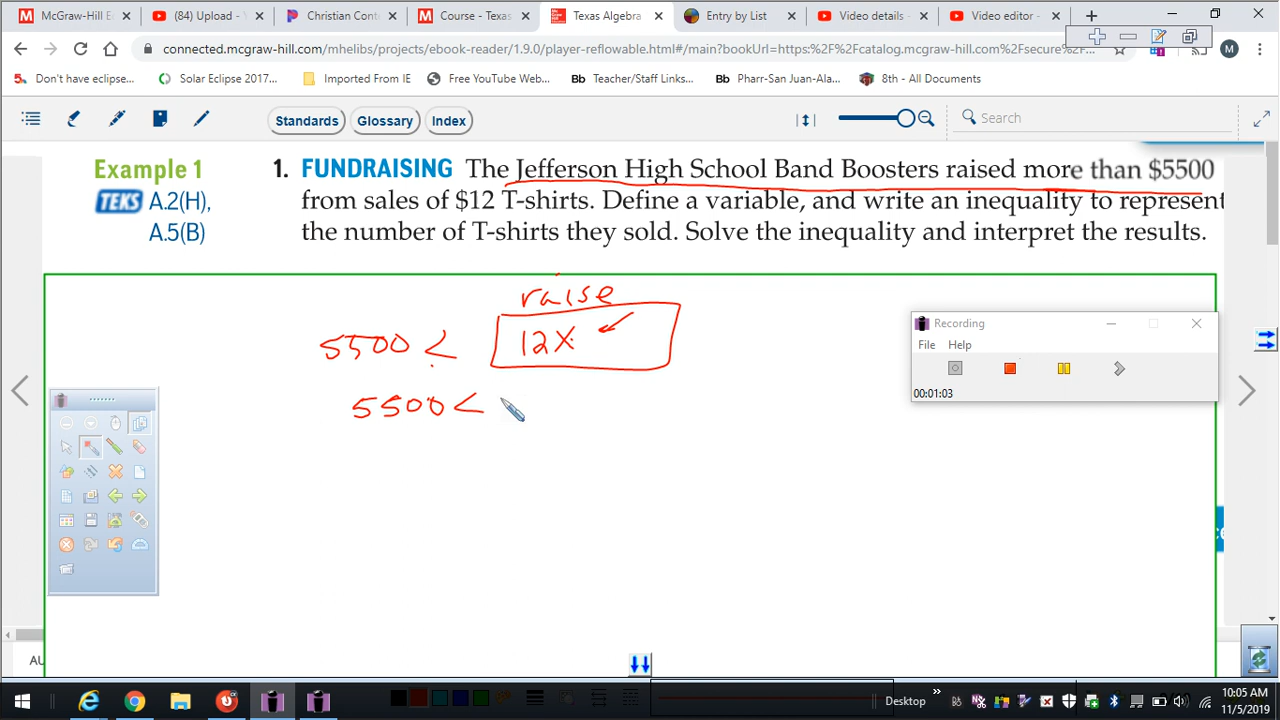 McGraw-Hill E
(84) Upload - Y
Christian Cont
Course - Texas
Texas Algebra
Entry by List
Video details -
Video editor -
connected.mcgraw-hill.com/mhelibs/projects/ebook-reader/1.9.0/player-reflowable.html#/main?bookUrl=https:%2F%2Fcatalog.mcgraw-hill.com%2Fsecure
M
Don't have eclipse...
Solar Eclipse 2017...
Imported From IE
Free YouTube Web...
Bb Teacher/Staff Links...
Bb Pharr-San Juan-Ala...
8th - All Documents
Standards
Glossary
Index
Search
Example 1
TEKS A.2(H),
A.5(B)
1. FUNDRAISING The Jefferson High School Band Boosters raised more than $5500
from sales of $12 T-shirts. Define a variable, and write an inequality to represent
the number of T-shirts they sold. Solve the inequality and interpret the results.
raise
5500 < 12X
5500 <
Recording
File Help
00:01:03
AU
Desktop
10:05 AM
11/5/2019